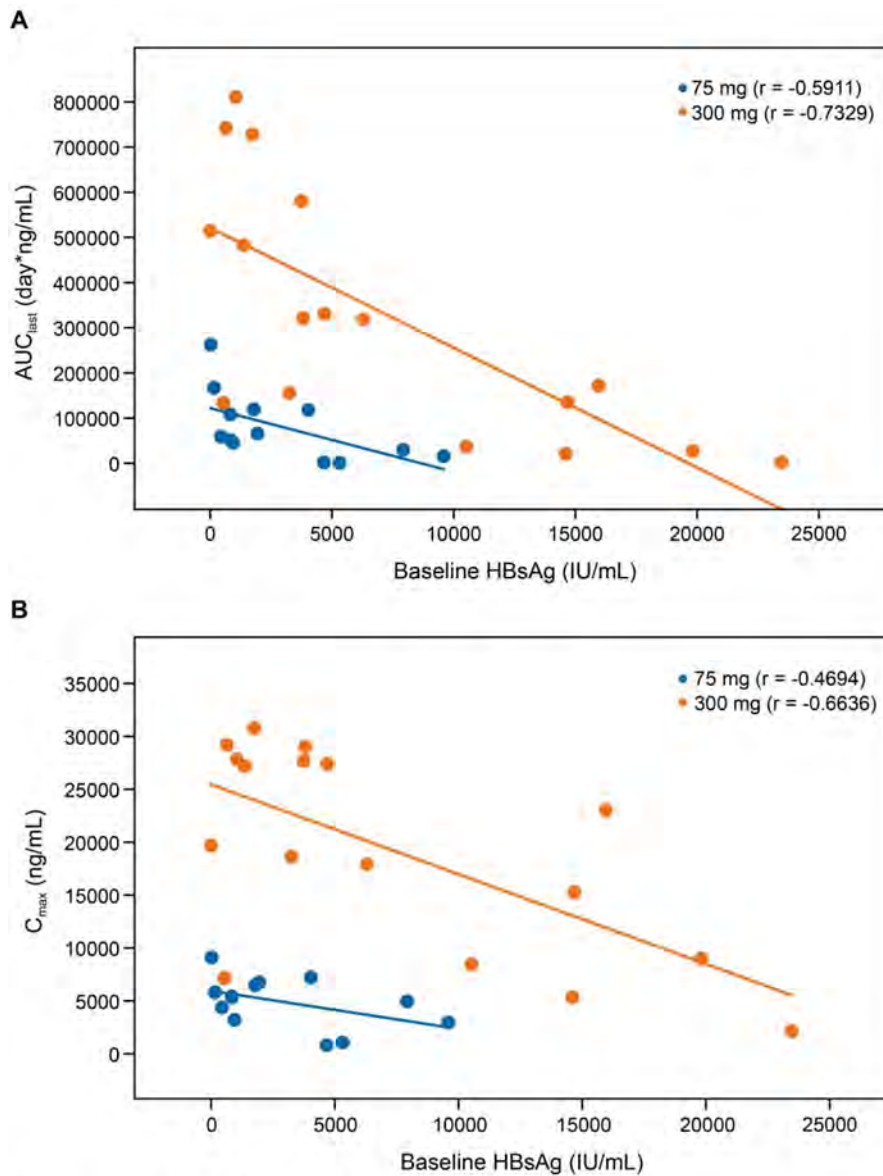 A
75 mg (r = -0.5911)
300 mg (r = -0.7329)
AUClast (day*ng/mL)
800000
700000
600000
500000
400000
300000
200000
100000
0
0 5000 10000 15000 20000 25000
Baseline HBsAg (IU/mL)
B
75 mg (r = -0.4694)
300 mg (r = -0.6636)
Cmax (ng/mL)
35000
30000
25000
20000
15000
10000
5000
0
0 5000 10000 15000 20000 25000
Baseline HBsAg (IU/mL)